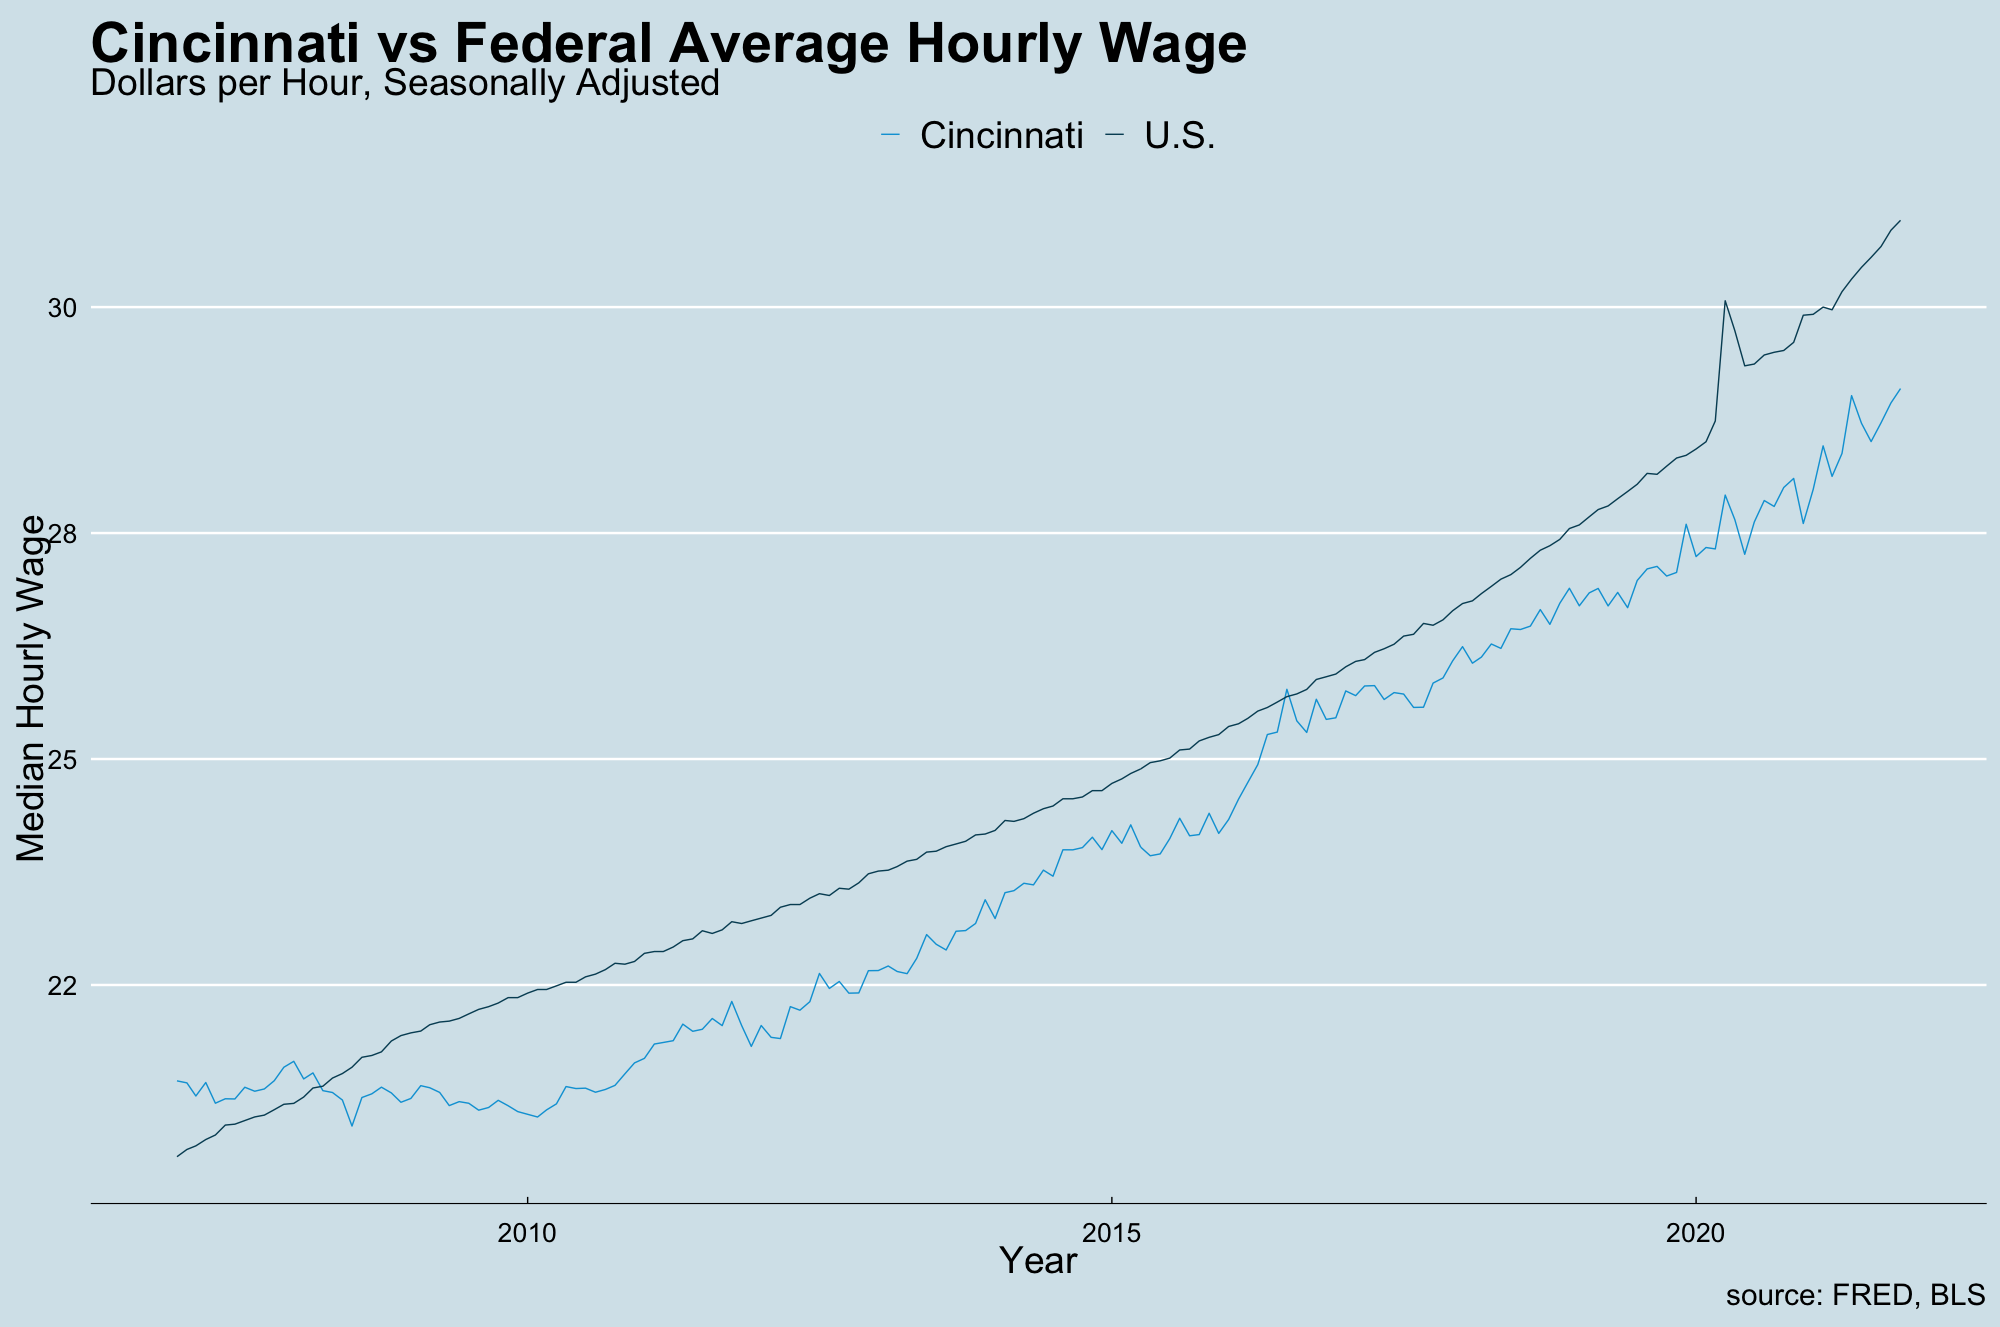 Cincinnati vs Federal Average Hourly Wage
Dollars per Hour, Seasonally Adjusted
Cincinnati U.S.
30
28
25
22
Median Hourly Wage
2010 2015 2020
Year
source: FRED, BLS